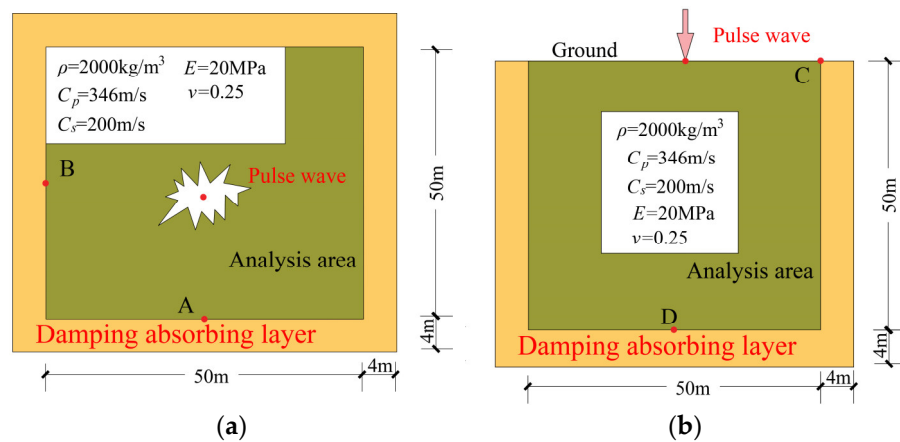 ρ=2000kg/m³ E=20MPa
Cp=346m/s ν=0.25
Cs=200m/s
B
Pulse wave
Analysis area
A
Damping absorbing layer
50m
4m
50m
4m
(a)
Pulse wave
Ground
C
ρ=2000kg/m³
Cp=346m/s
Cs=200m/s
E=20MPa
ν=0.25
Analysis area
D
Damping absorbing layer
50m
4m
50m
4m
(b)